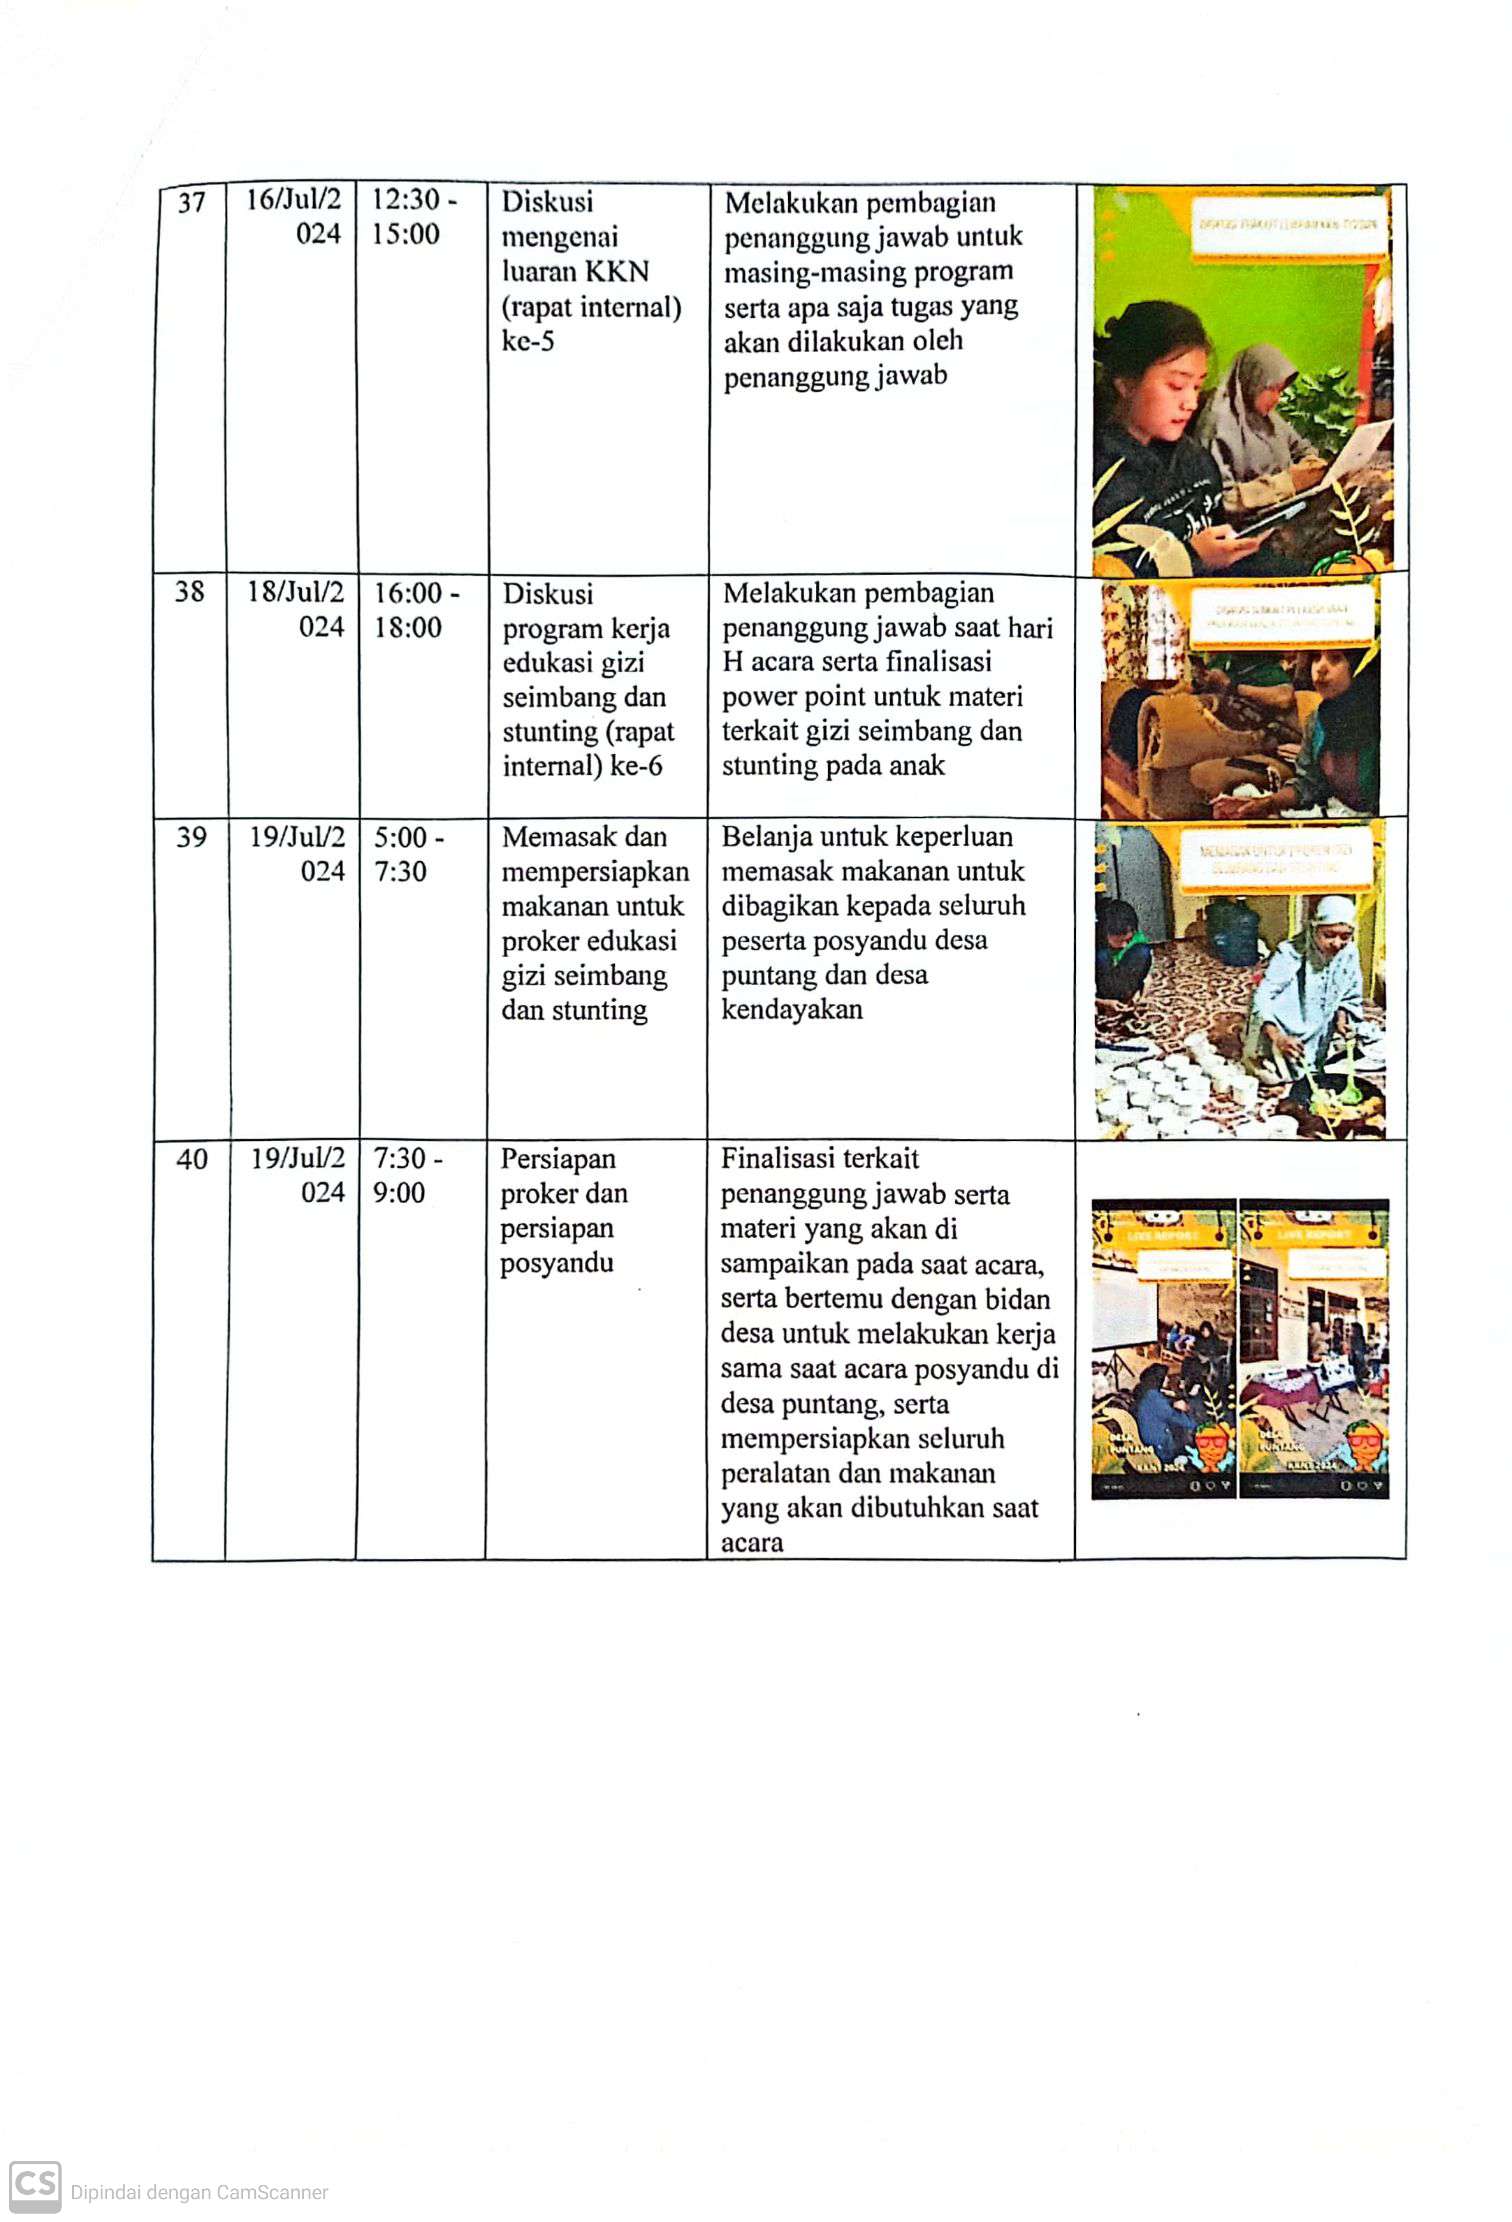 37
16/Jul/2
024
12:30 -
15:00
Diskusi
mengenai
luaran KKN
(rapat internal)
ke-5
Melakukan pembagian
penanggung jawab untuk
masing-masing program
serta apa saja tugas yang
akan dilakukan oleh
penanggung jawab
38
18/Jul/2
024
16:00 -
18:00
Diskusi
program kerja
edukasi gizi
seimbang dan
stunting (rapat
internal) ke-6
Melakukan pembagian
penanggung jawab saat hari
H acara serta finalisasi
power point untuk materi
terkait gizi seimbang dan
stunting pada anak
39
19/Jul/2
024
5:00 -
7:30
Memasak dan
mempersiapkan
makanan untuk
proker edukasi
gizi seimbang
dan stunting
Belanja untuk keperluan
memasak makanan untuk
dibagikan kepada seluruh
peserta posyandu desa
puntang dan desa
kendayakan
40
19/Jul/2
024
7:30 -
9:00
Persiapan
proker dan
persiapan
posyandu
Finalisasi terkait
penanggung jawab serta
materi yang akan di
sampaikan pada saat acara,
serta bertemu dengan bidan
desa untuk melakukan kerja
sama saat acara posyandu di
desa puntang, serta
mempersiapkan seluruh
peralatan dan makanan
yang akan dibutuhkan saat
acara
LIVE REPORT
DESA
PUNTANG
LIVE REPORT
DESA
PUNTANG
CS Dipindai dengan CamScanner